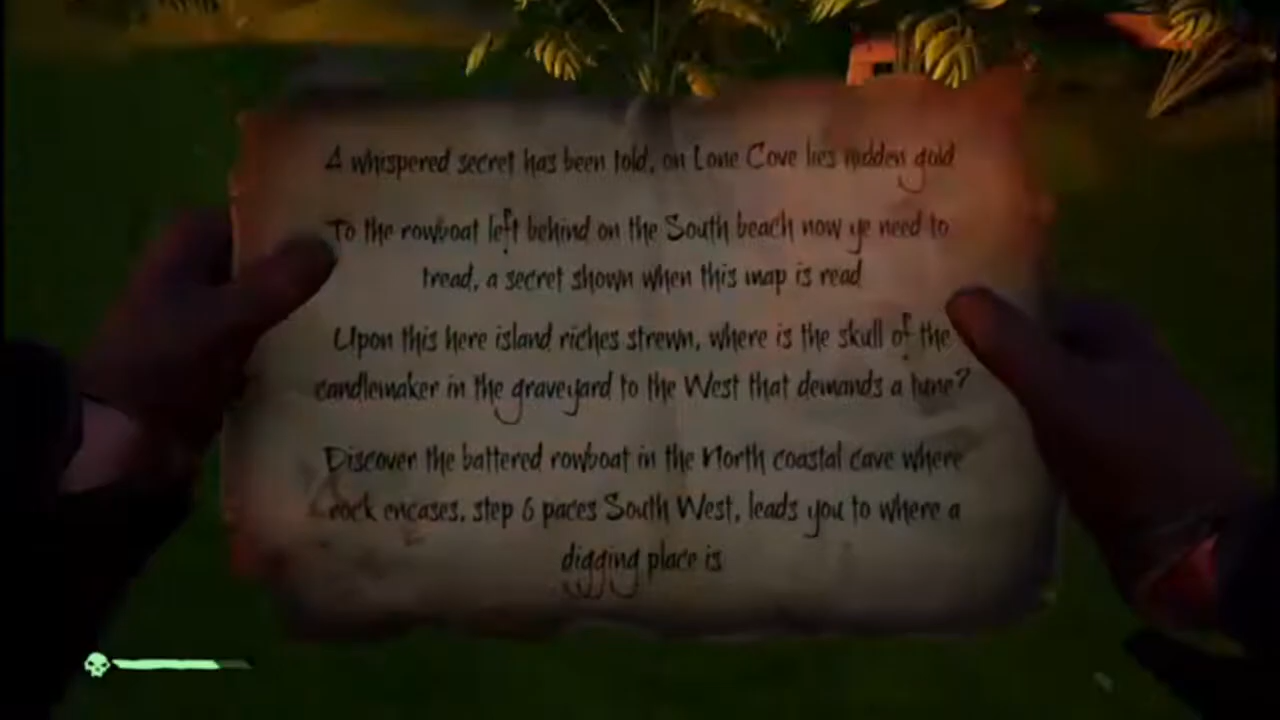 A whispered secret has been told, on Lone Cove lies hidden gold
To the rowboat left behind on the South beach now ye need to
tread, a secret shown when this map is read
Upon this here island riches strewn, where is the skull of the
candlemaker in the graveyard to the West that demands a tune?
Discover the battered rowboat in the North coastal cave where
rock encases, step 6 paces South West, leads you to where a
digging place is